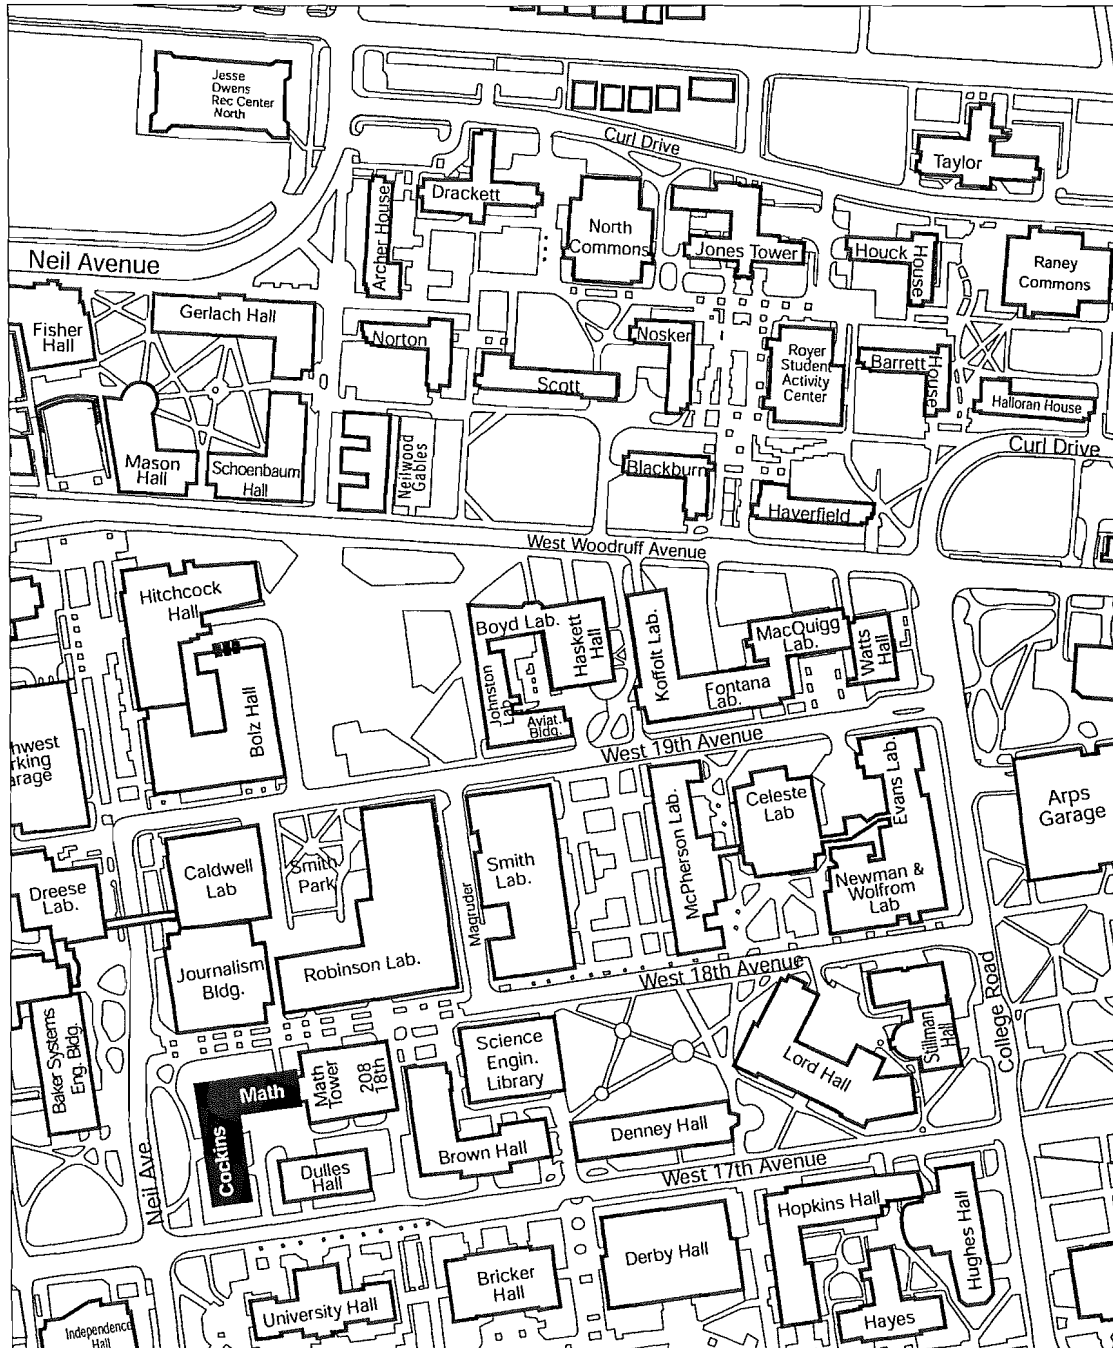 Jesse
Owens
Rec Center
North
Curl Drive
Taylor
Drackett
Archer House
North
Commons
Jones Tower
Houck
House
Raney
Commons
Neil Avenue
Fisher
Hall
Gerlach Hall
Norton
Scott
Nosker
Royer
Student
Activity
Center
Barrett
House
Halloran House
Mason
Hall
Schoenbaum
Hall
Neilwood
Gables
Blackburn
Haverfield
Curl Drive
West Woodruff Avenue
Hitchcock
Hall
Boyd Lab.
Haskett
Hall
Johnston
Lab
Aviat.
Bldg.
Koffolt Lab.
MacQuigg
Lab.
Watts
Hall
Fontana
Lab.
Bolz Hall
West 19th Avenue
hwest
rking
arage
Caldwell
Lab
Smith
Park
Magruder
Smith
Lab.
McPherson Lab.
Celeste
Lab
Evans Lab.
Newman &
Wolfrom
Lab
Arps
Garage
Dreese
Lab.
Journalism
Bldg.
Robinson Lab.
West 18th Avenue
College Road
Baker Systems
Eng. Bldg.
Math
Cockins
Math
Tower
208
18th
Science
Engin.
Library
Lord Hall
Stillman
Hall
Dulles
Hall
Brown Hall
Denney Hall
Neil Ave
West 17th Avenue
Hopkins Hall
Hughes Hall
Derby Hall
Bricker
Hall
University Hall
Hayes
Independence
Hall